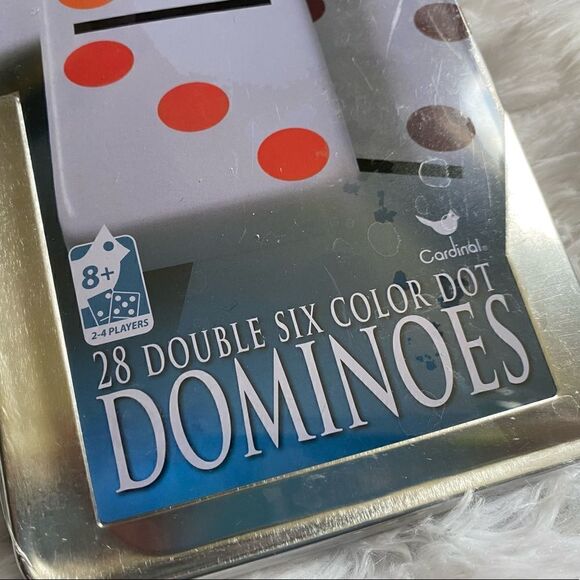 Cardinal®
8+
2-4 PLAYERS
28 DOUBLE SIX COLOR DOT
DOMINOES